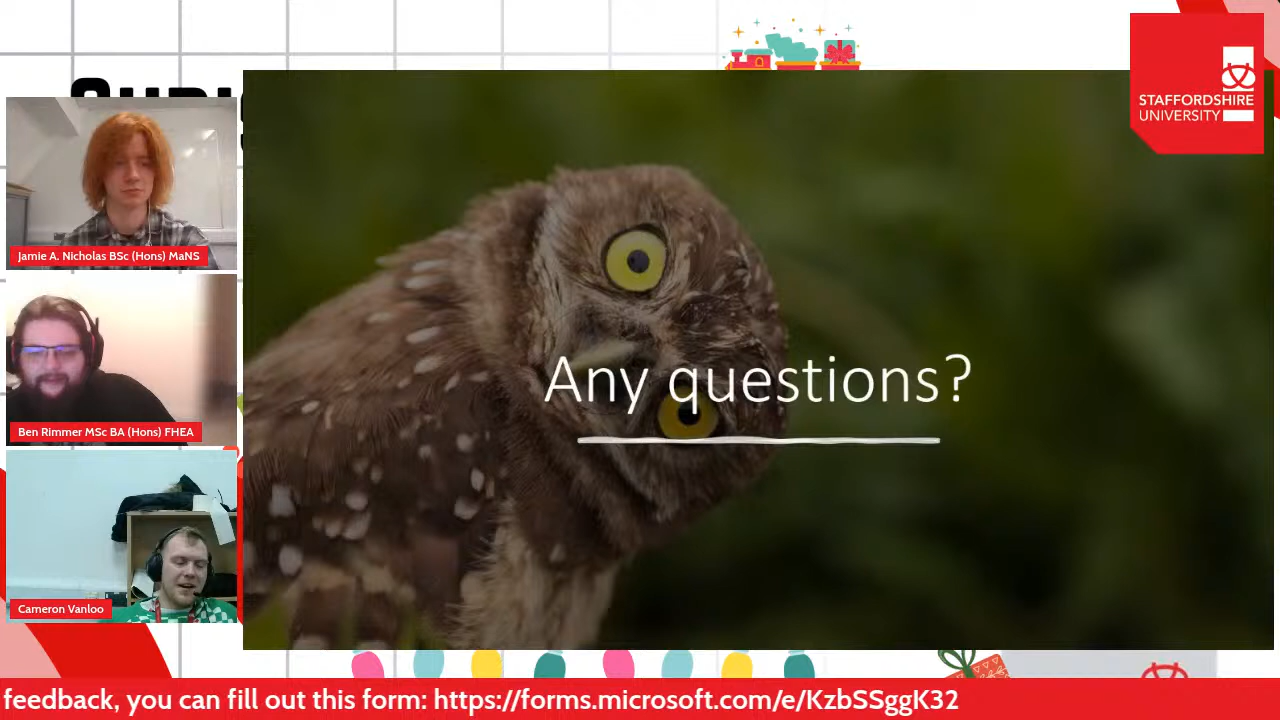 STAFFORDSHIRE
UNIVERSITY
Jamie A. Nicholas BSc (Hons) MaNS
Ben Rimmer MSc BA (Hons) FHEA
Cameron Vanloo
Any questions?
feedback, you can fill out this form: https://forms.microsoft.com/e/KzbSSggK32